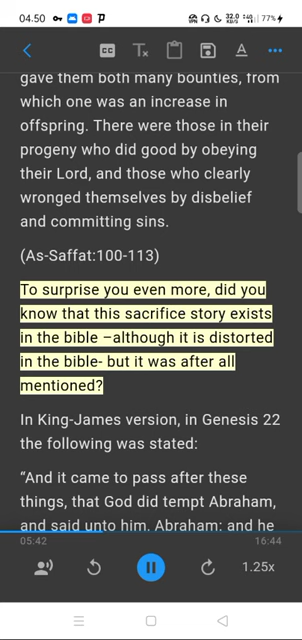 04.50
32.0 KB/S 4G 77%
CC
gave them both many bounties, from
which one was an increase in
offspring. There were those in their
progeny who did good by obeying
their Lord, and those who clearly
wronged themselves by disbelief
and committing sins.
(As-Saffat:100-113)
To surprise you even more, did you
know that this sacrifice story exists
in the bible –although it is distorted
in the bible- but it was after all
mentioned?
In King-James version, in Genesis 22
the following was stated:
“And it came to pass after these
things, that God did tempt Abraham,
and said unto him, Abraham: and he
05:42 16:44
1.25x